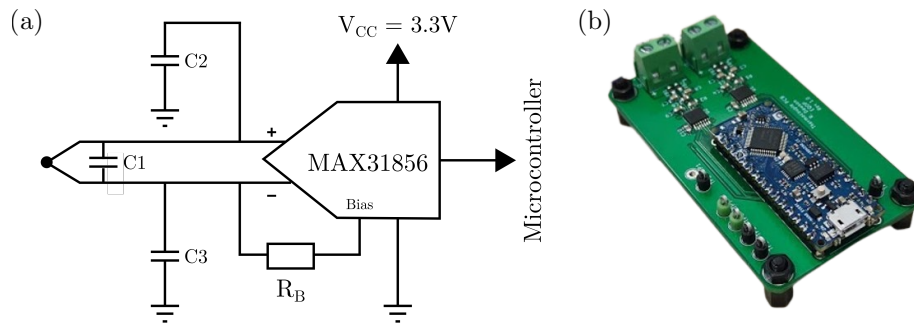 (a)
(b)
V_CC = 3.3V
C2
+
C1
MAX31856
−
Bias
C3
R_B
Microcontroller